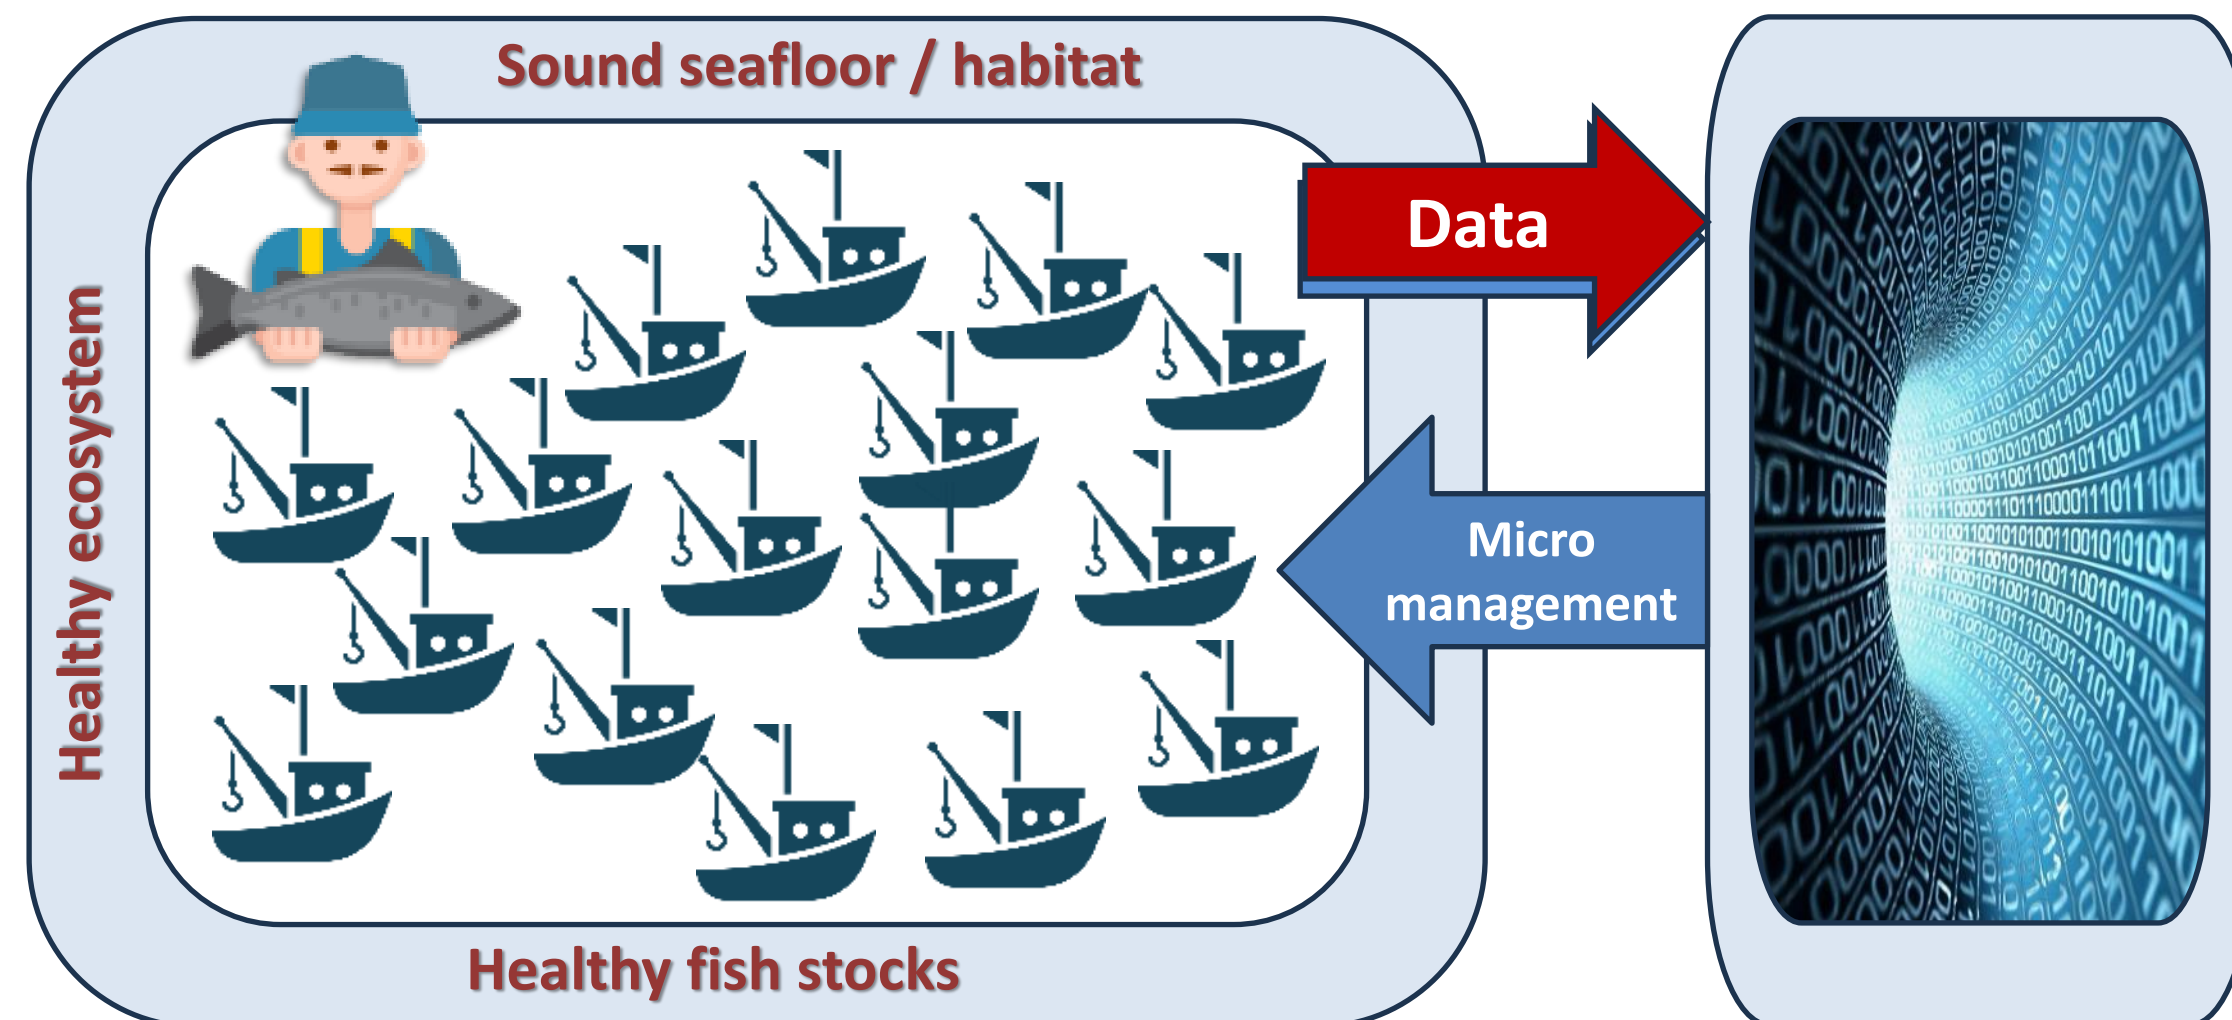 Sound seafloor / habitat
Healthy ecosystem
Data
Micro
management
Healthy fish stocks